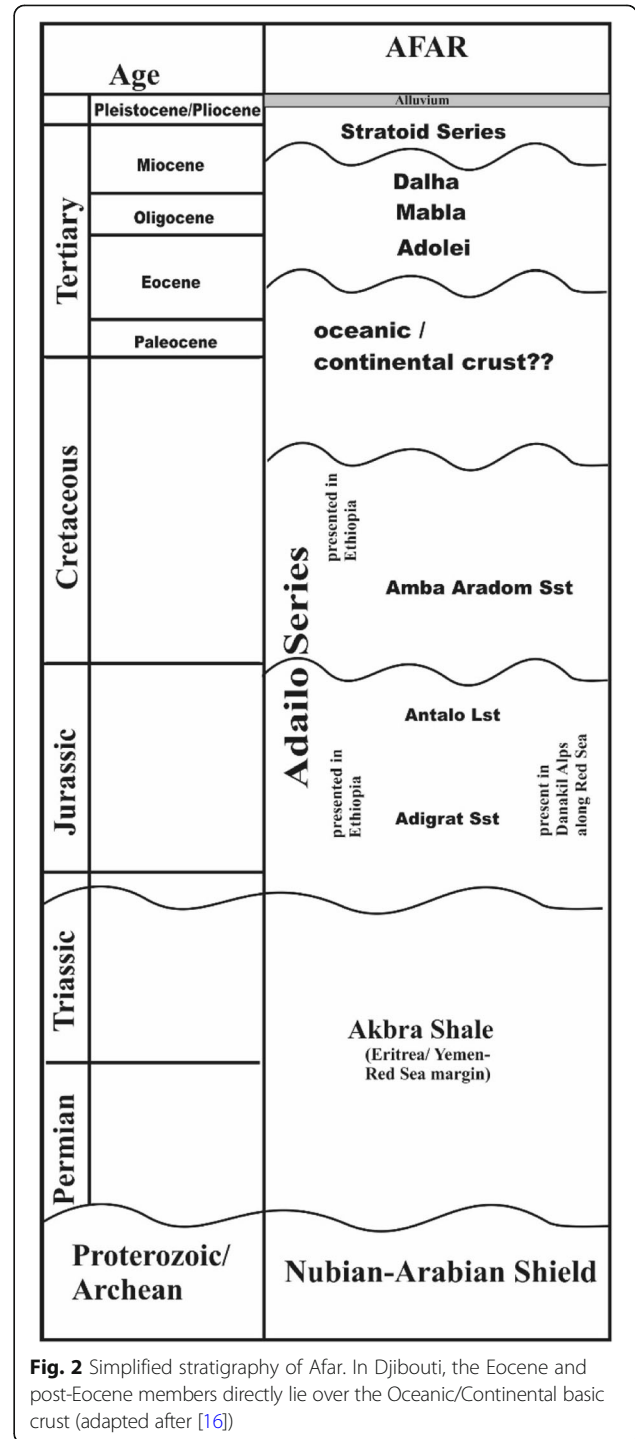 Age
AFAR
Pleistocene/Pliocene
Alluvium
Stratoid Series
Tertiary
Miocene
Dalha
Oligocene
Mabla
Adolei
Eocene
Paleocene
oceanic /
continental crust??
Cretaceous
Adailo Series
presented in
Ethiopia
Amba Aradom Sst
Jurassic
Antalo Lst
presented in
Ethiopia
Adigrat Sst
present in
Danakil Alps
along Red Sea
Triassic
Akbra Shale
(Eritrea/ Yemen-
Red Sea margin)
Permian
Proterozoic/
Archean
Nubian-Arabian Shield
Fig. 2 Simplified stratigraphy of Afar. In Djibouti, the Eocene and
post-Eocene members directly lie over the Oceanic/Continental basic
crust (adapted after [16])